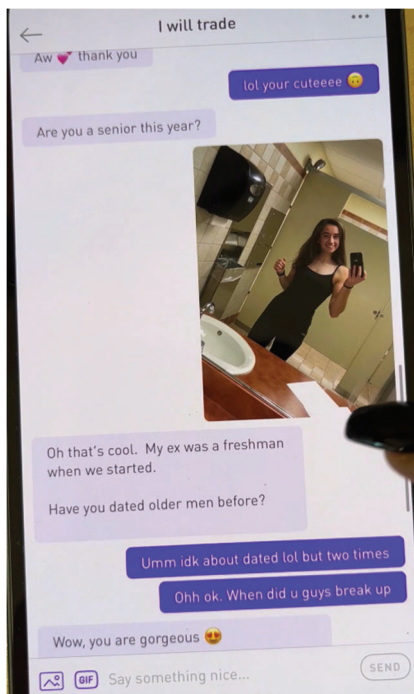 I will trade
Aw 💕 thank you
lol your cuteeee 🙃
Are you a senior this year?
Oh that's cool. My ex was a freshman
when we started.
Have you dated older men before?
Umm idk about dated lol but two times
Ohh ok. When did u guys break up
Wow, you are gorgeous 😍
GIF Say something nice... SEND